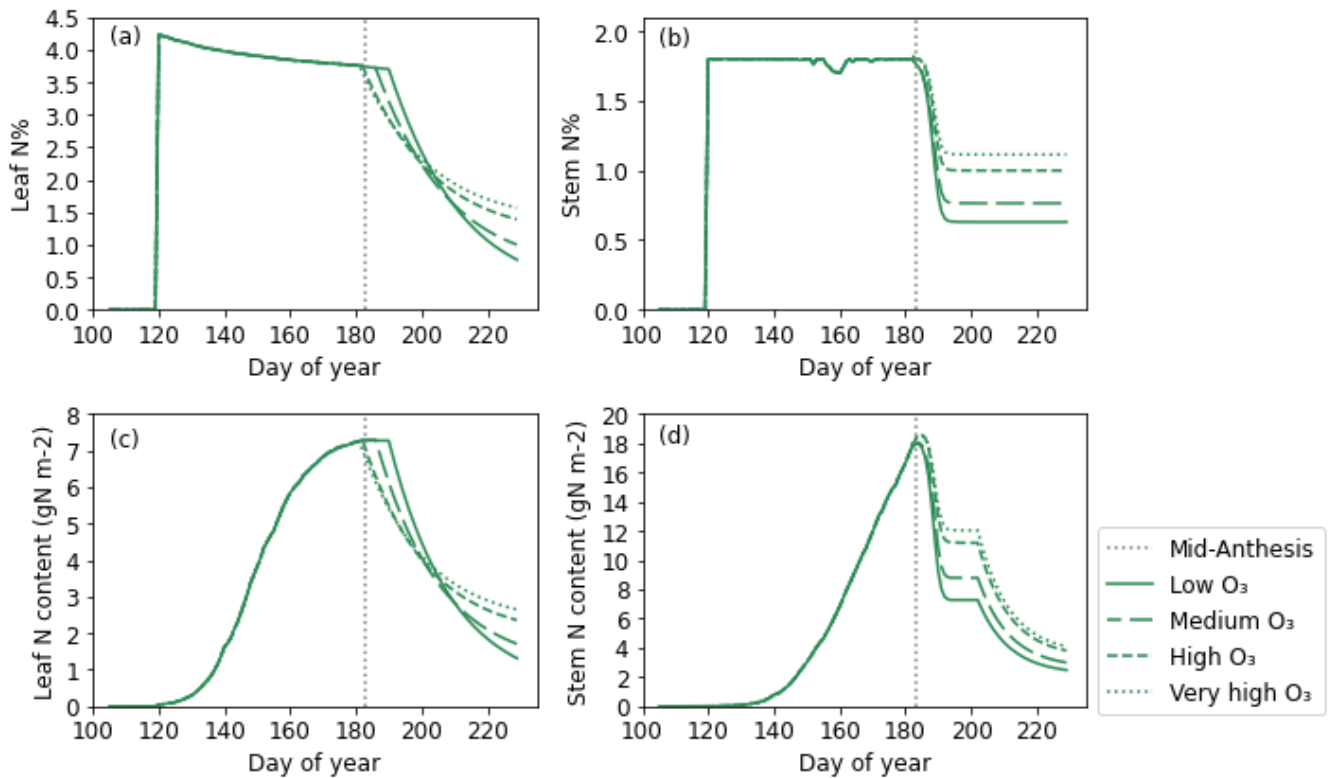 (a)
4.5
4.0
3.5
3.0
2.5
2.0
1.5
1.0
0.5
0.0
Leaf N%
100 120 140 160 180 200 220
Day of year
(b)
2.0
1.5
1.0
0.5
0.0
Stem N%
100 120 140 160 180 200 220
Day of year
(c)
8
7
6
5
4
3
2
1
0
Leaf N content (gN m-2)
100 120 140 160 180 200 220
Day of year
(d)
20
18
16
14
12
10
8
6
4
2
0
Stem N content (gN m-2)
100 120 140 160 180 200 220
Day of year
Mid-Anthesis
Low O₃
Medium O₃
High O₃
Very high O₃